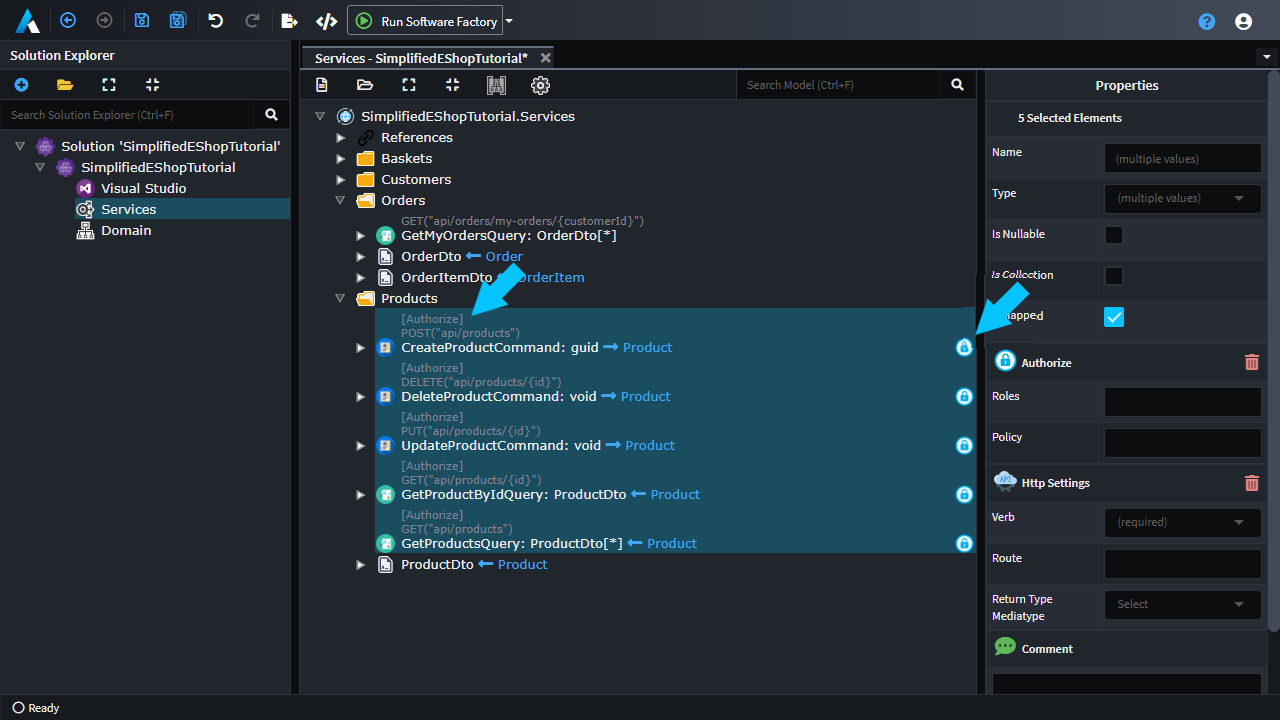 Run Software Factory
Solution Explorer
Search Solution Explorer (Ctrl+F)
Solution 'SimplifiedEShopTutorial'
SimplifiedEShopTutorial
Visual Studio
Services
Domain
Services - SimplifiedEShopTutorial*
Search Model (Ctrl+F)
SimplifiedEShopTutorial.Services
References
Baskets
Customers
Orders
GET("api/orders/my-orders/{customerId}")
GetMyOrdersQuery: OrderDto[*]
OrderDto ← Order
OrderItemDto ← OrderItem
Products
[Authorize]
POST("api/products")
CreateProductCommand: guid → Product
[Authorize]
DELETE("api/products/{id}")
DeleteProductCommand: void → Product
[Authorize]
PUT("api/products/{id}")
UpdateProductCommand: void → Product
[Authorize]
GET("api/products/{id}")
GetProductByIdQuery: ProductDto ← Product
[Authorize]
GET("api/products")
GetProductsQuery: ProductDto[*] ← Product
ProductDto ← Product
Properties
5 Selected Elements
Name (multiple values)
Type (multiple values)
Is Nullable
Is Collection
Authorize
Roles
Policy
API Http Settings
Verb (required)
Route
Return Type
Mediatype Select
Comment
Ready